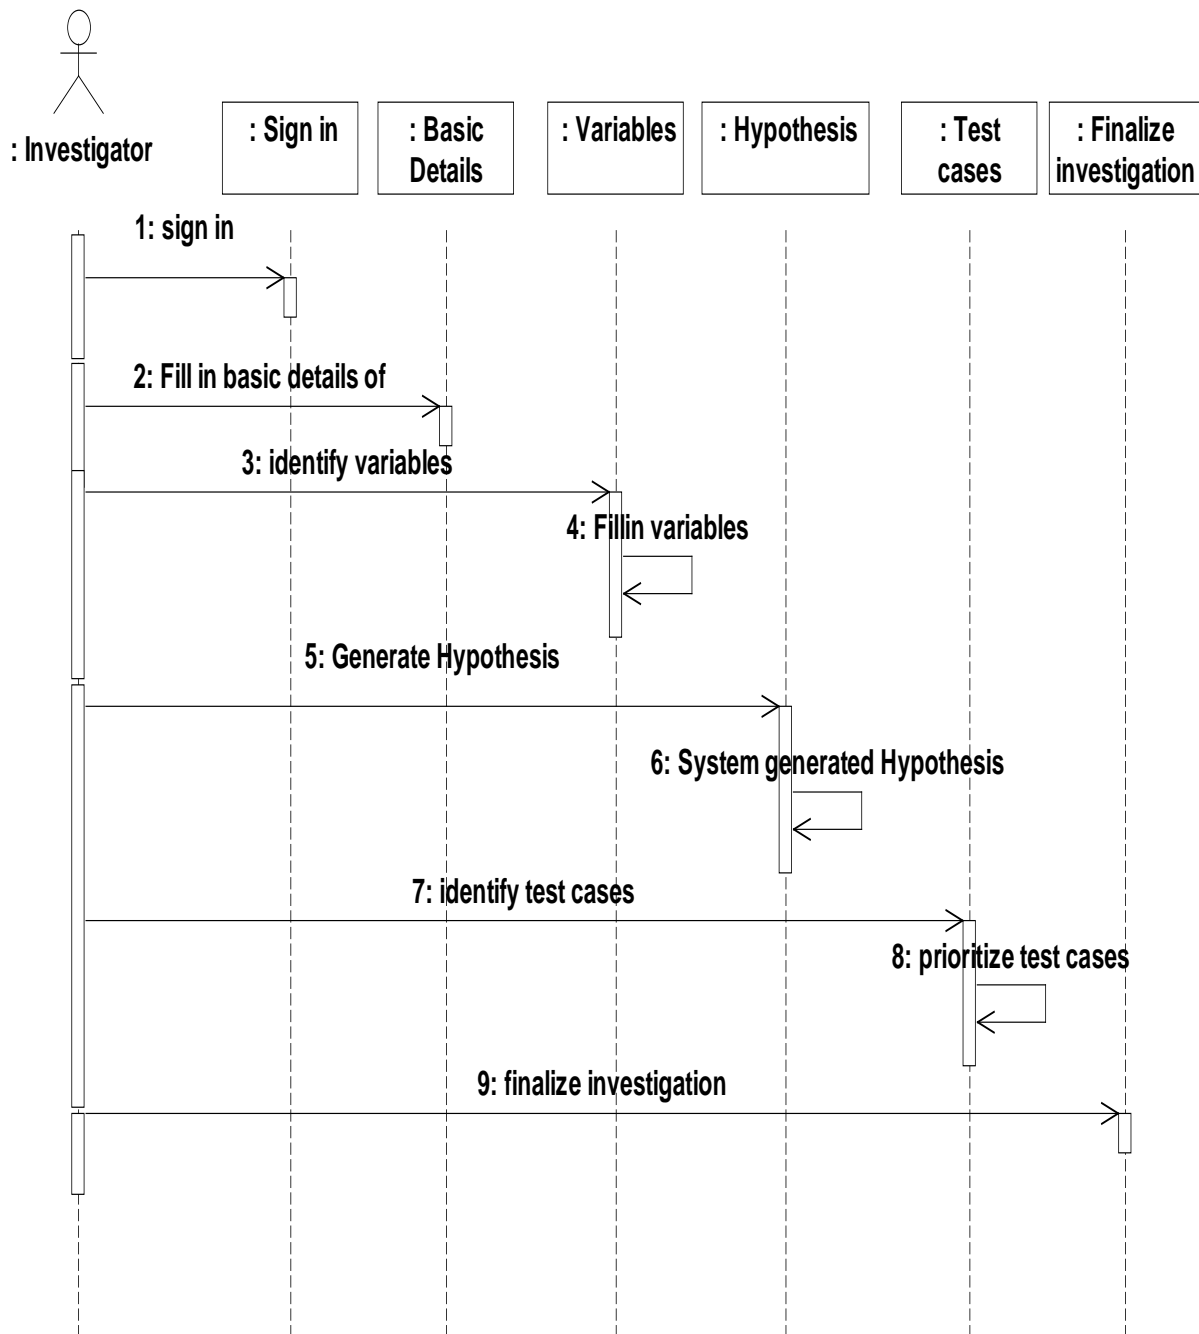 : Investigator
: Sign in
: Basic
Details
: Variables
: Hypothesis
: Test
cases
: Finalize
investigation
1: sign in
2: Fill in basic details of
3: identify variables
4: Fillin variables
5: Generate Hypothesis
6: System generated Hypothesis
7: identify test cases
8: prioritize test cases
9: finalize investigation